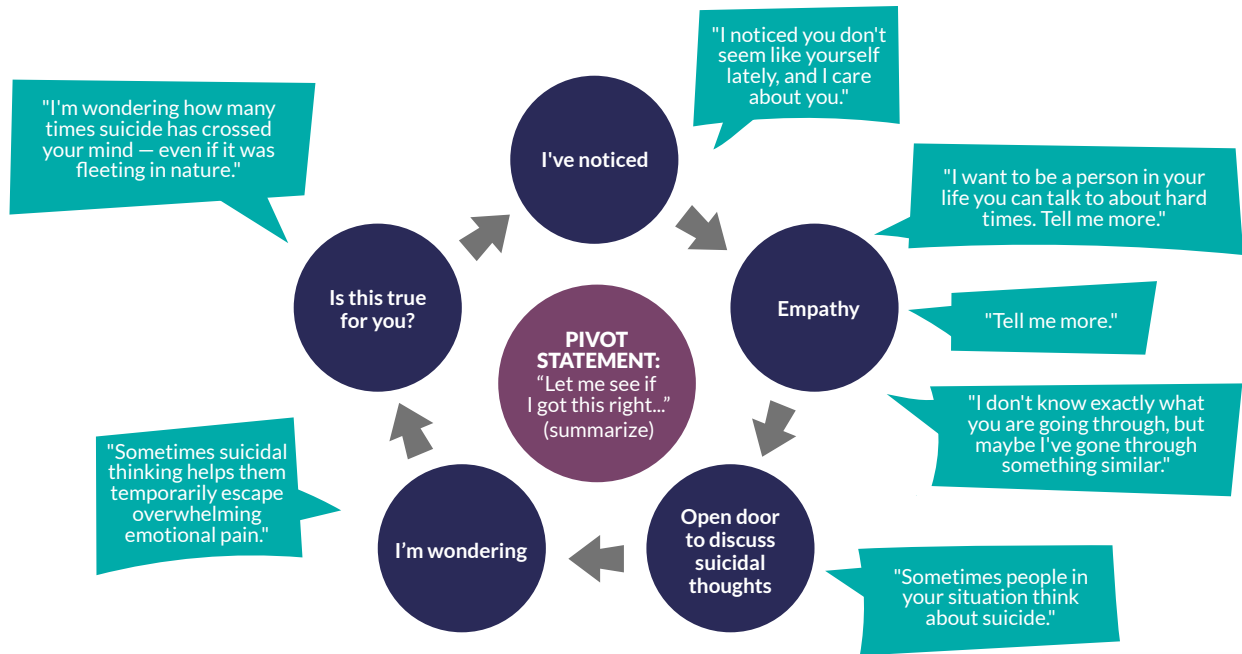 "I noticed you don't
seem like yourself
lately, and I care
about you."
"I'm wondering how many
times suicide has crossed
your mind — even if it was
fleeting in nature."
I've noticed
"I want to be a person in your
life you can talk to about hard
times. Tell me more."
Is this true
for you?
Empathy
"Tell me more."
PIVOT
STATEMENT:
“Let me see if
I got this right...”
(summarize)
"I don't know exactly what
you are going through, but
maybe I've gone through
something similar."
"Sometimes suicidal
thinking helps them
temporarily escape
overwhelming
emotional pain."
I’m wondering
Open door
to discuss
suicidal
thoughts
"Sometimes people in
your situation think
about suicide."